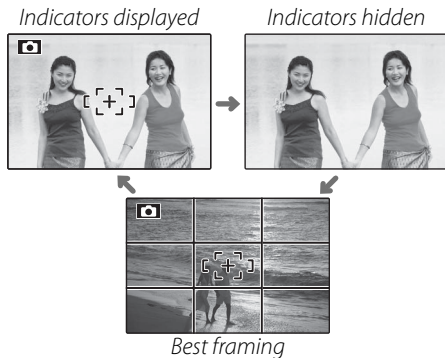 Indicators displayed
Indicators hidden
Best framing